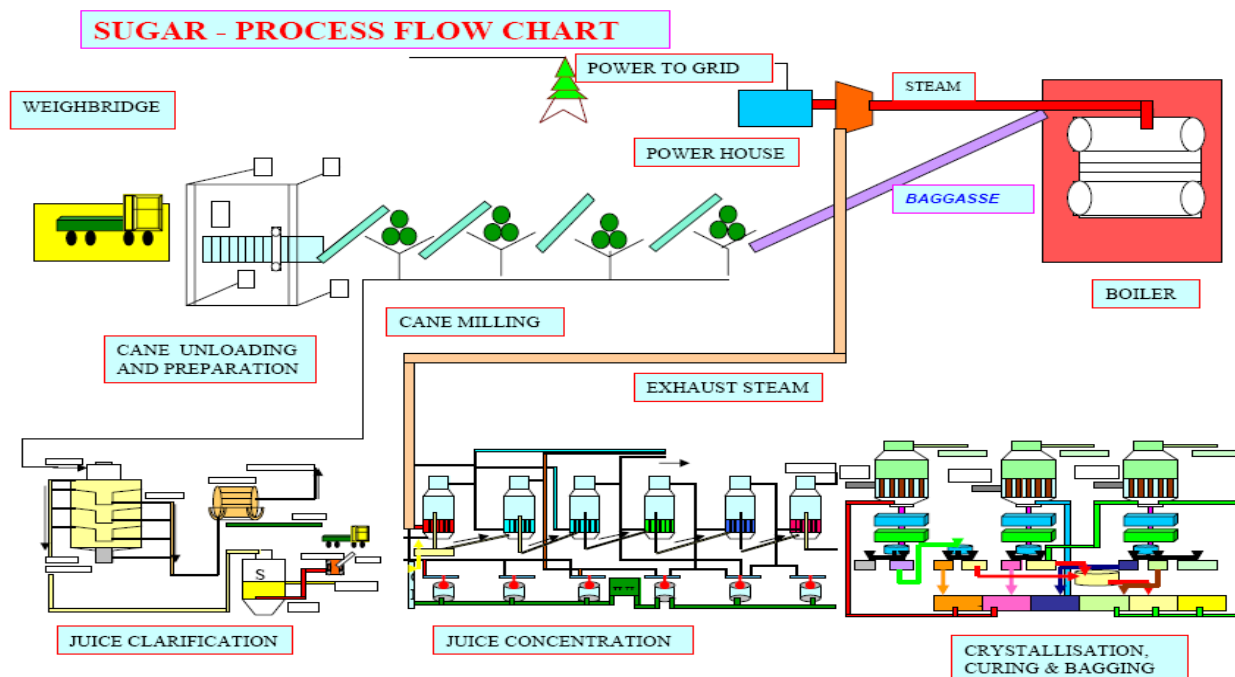 SUGAR - PROCESS FLOW CHART
POWER TO GRID
STEAM
WEIGHBRIDGE
POWER HOUSE
BAGGASSE
BOILER
CANE MILLING
CANE UNLOADING
AND PREPARATION
EXHAUST STEAM
S
JUICE CLARIFICATION
JUICE CONCENTRATION
CRYSTALLISATION,
CURING & BAGGING